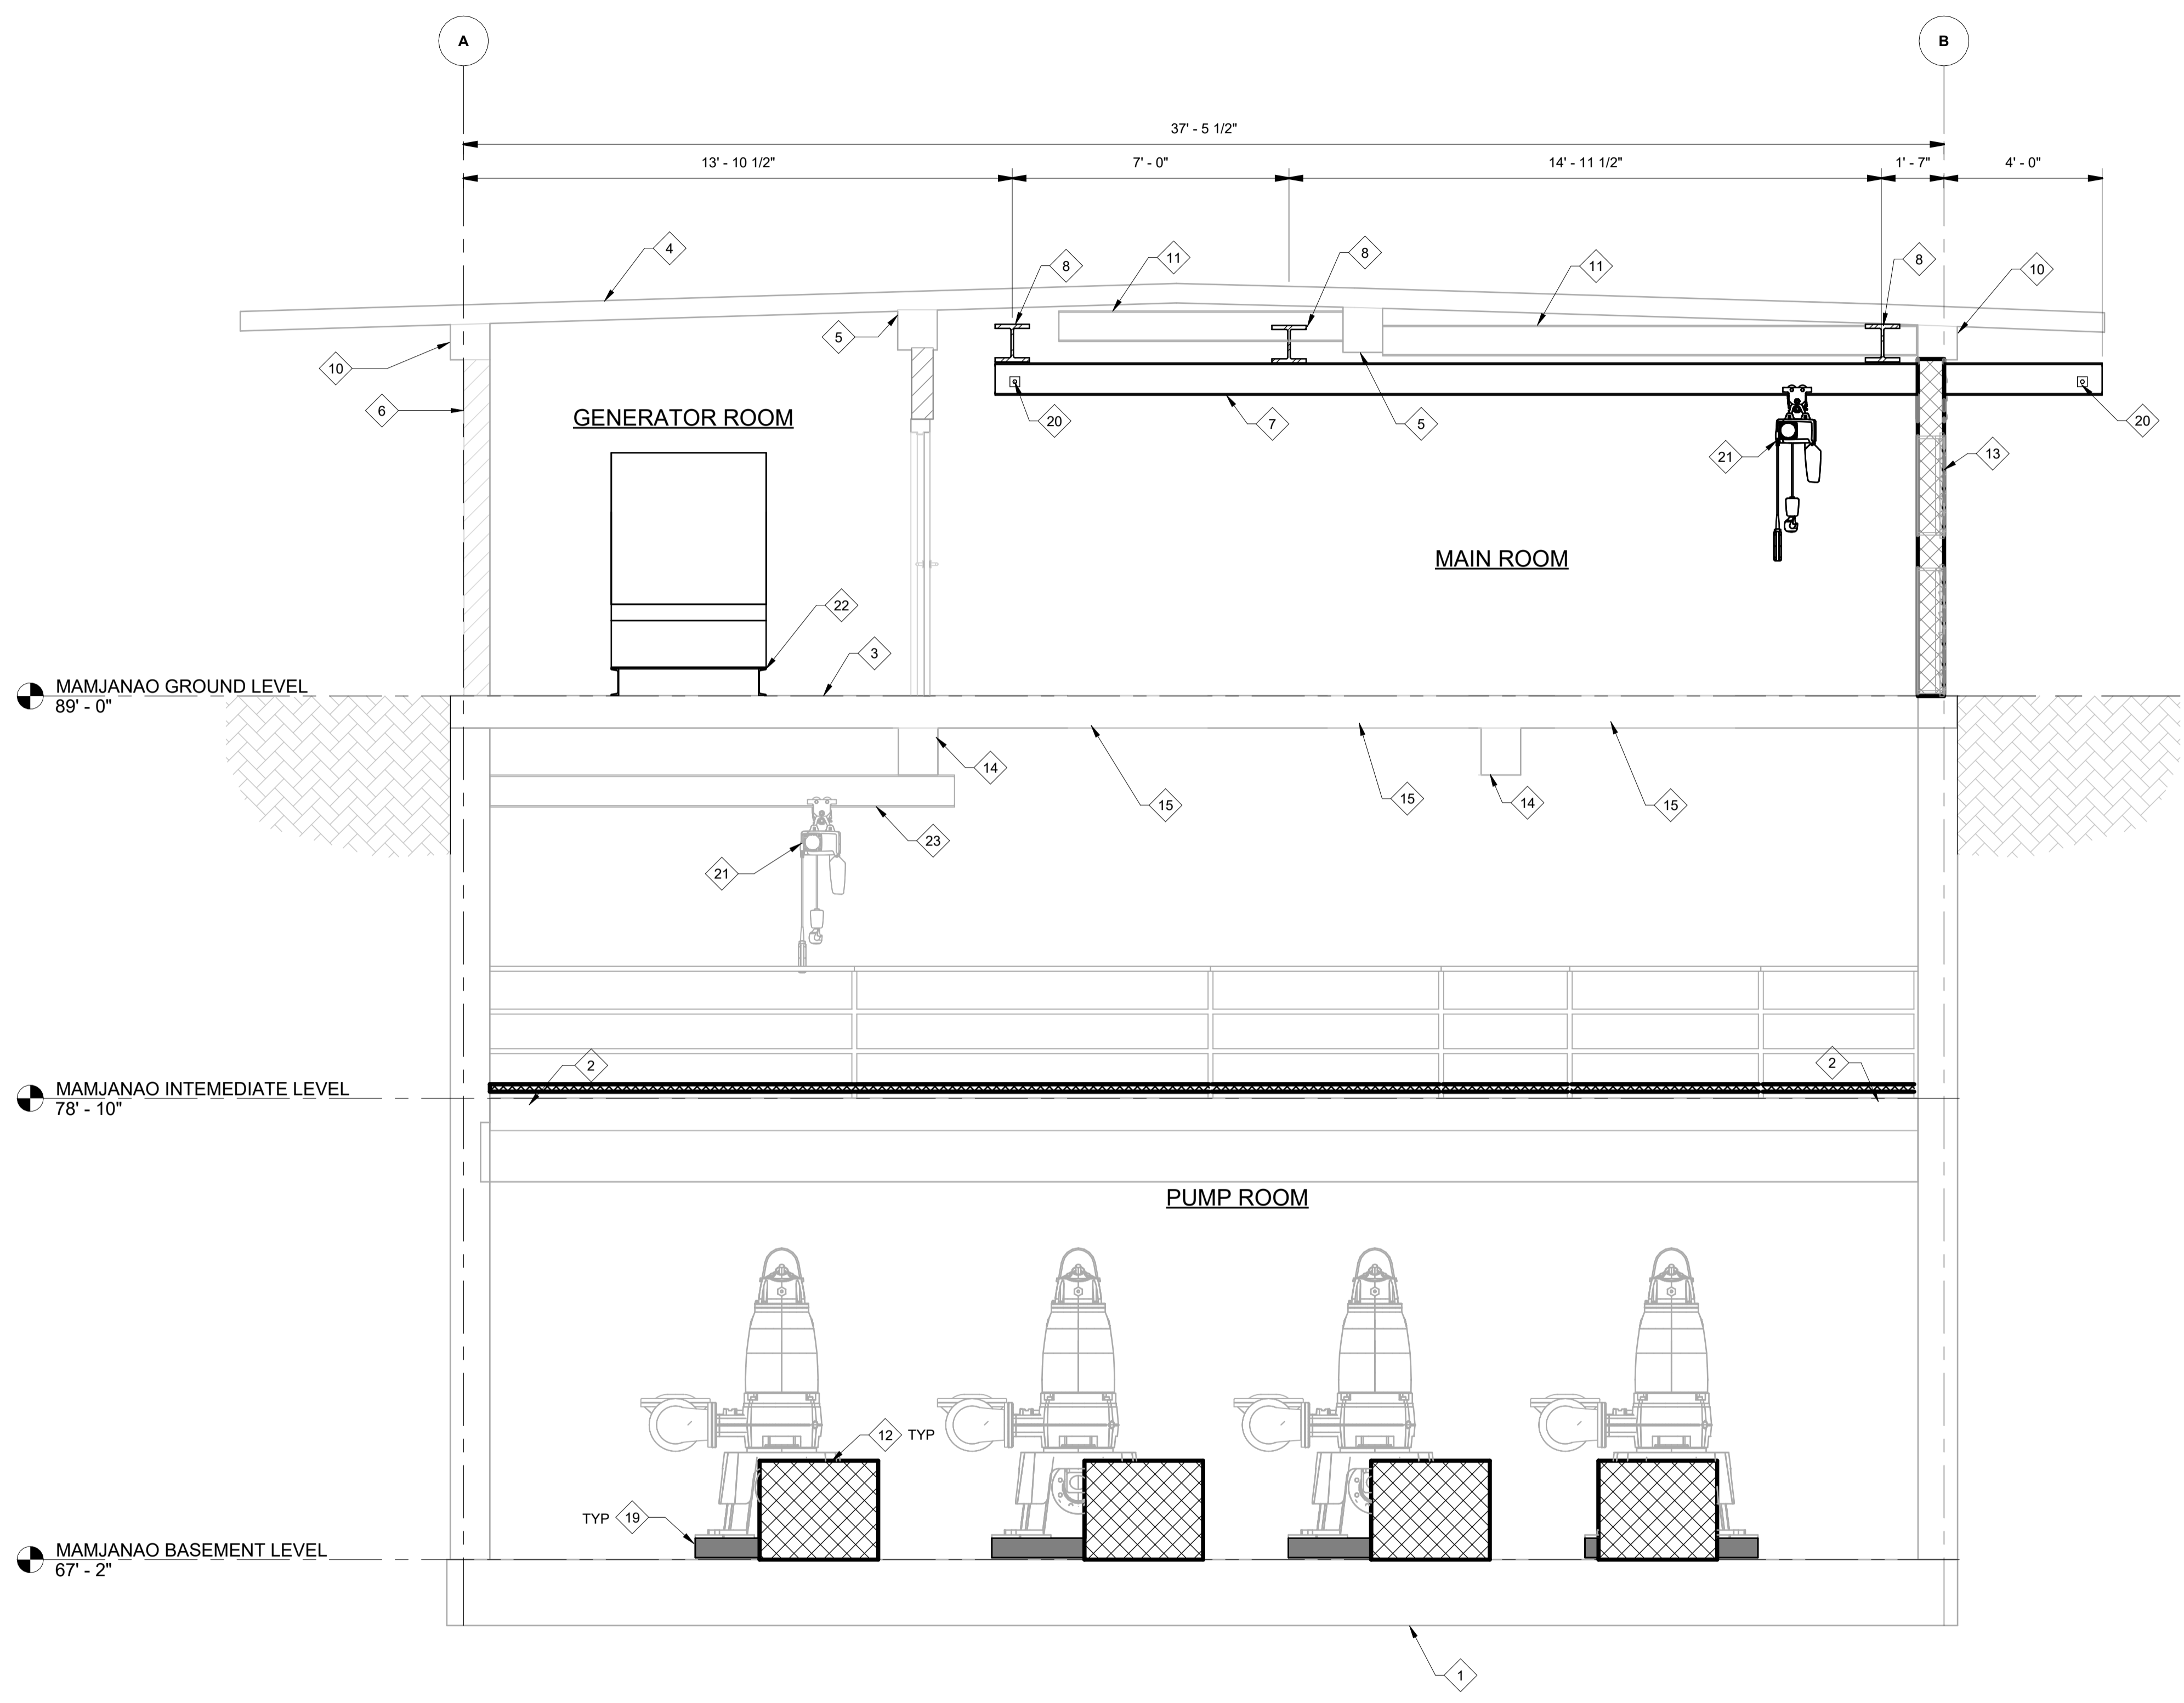 A B
37' - 5 1/2"
13' - 10 1/2" 7' - 0" 14' - 11 1/2" 1' - 7" 4' - 0"
4 8 11 8 11 8 10
5
10
6 GENERATOR ROOM 20 7 5 20
21 13
MAIN ROOM
22
3
MAMJANAO GROUND LEVEL
89' - 0"
14 15 15 14 15
23
21
2 2
MAMJANAO INTEMEDIATE LEVEL
78' - 10"
PUMP ROOM
12 TYP
TYP 19
MAMJANAO BASEMENT LEVEL
67' - 2"
1